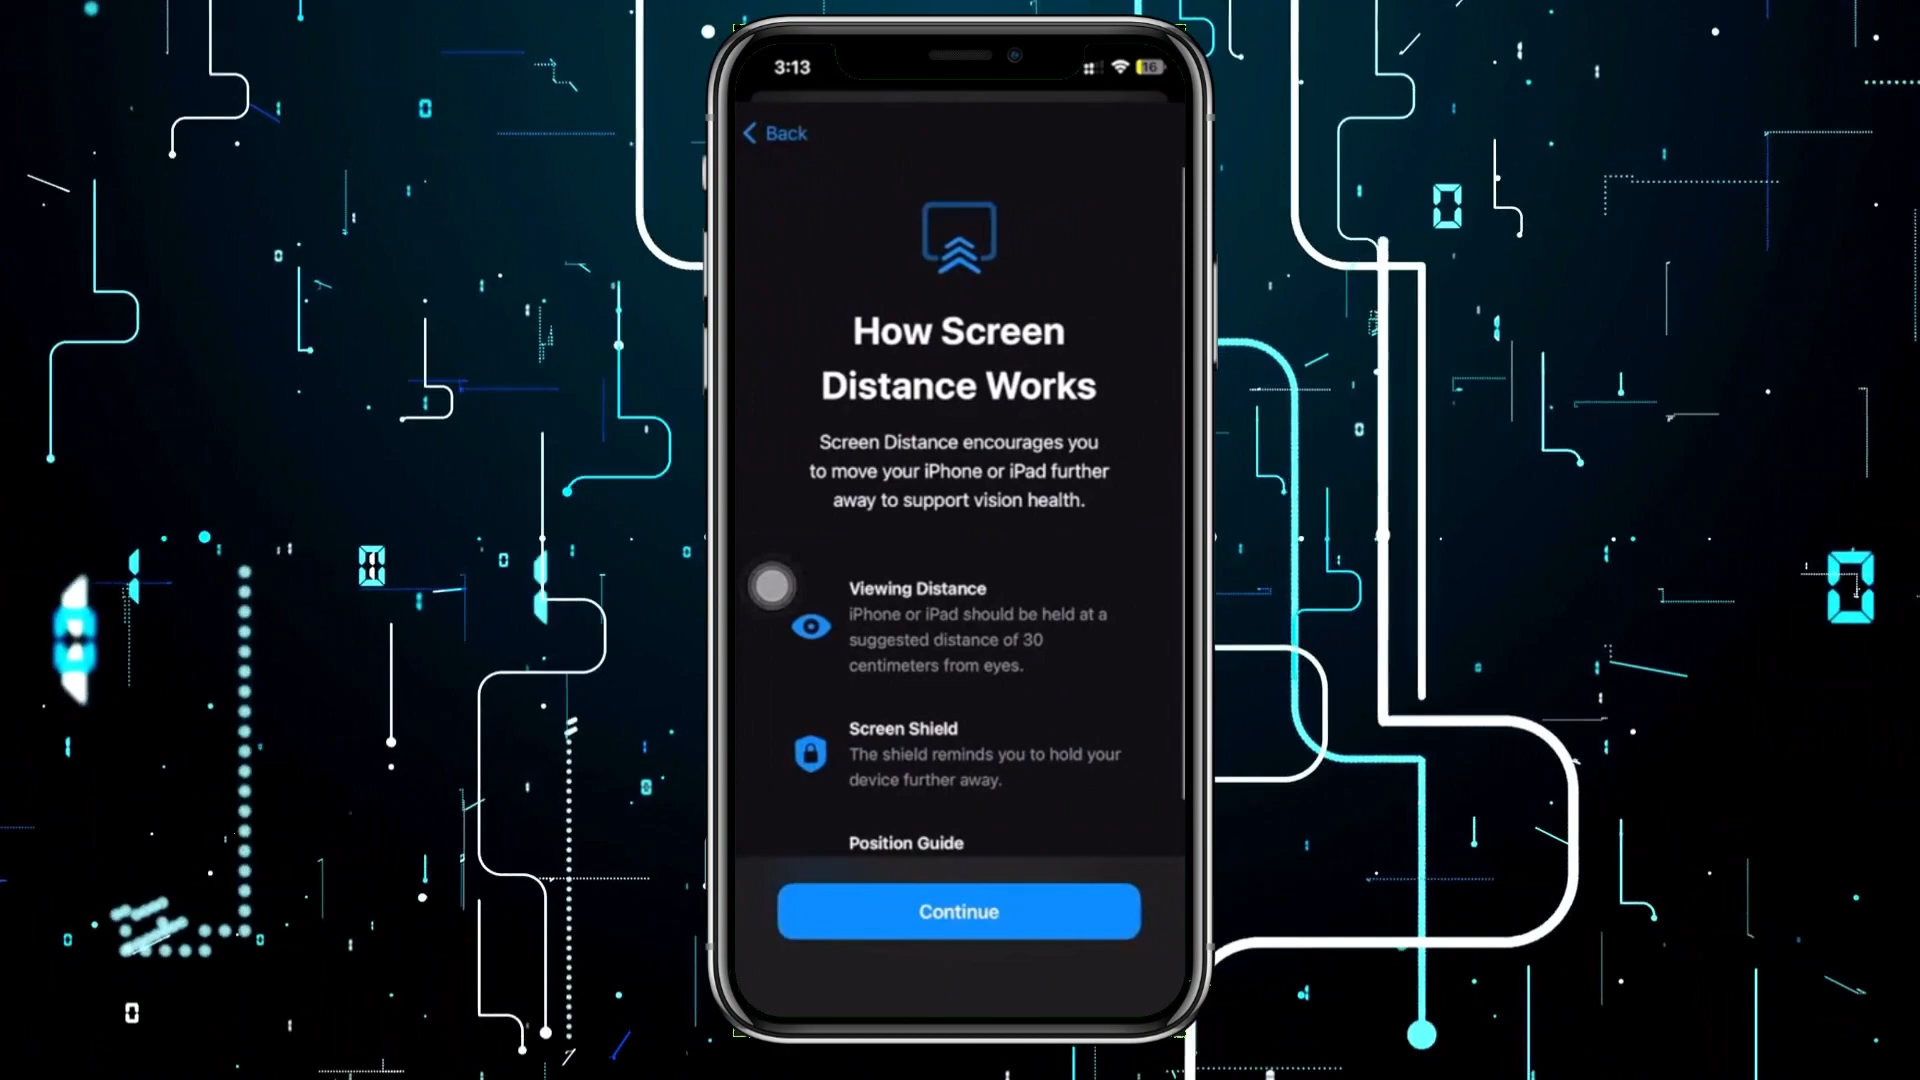 3:13
16
Back
How Screen
Distance Works
Screen Distance encourages you
to move your iPhone or iPad further
away to support vision health.
Viewing Distance
iPhone or iPad should be held at a
suggested distance of 30
centimeters from eyes.
Screen Shield
The shield reminds you to hold your
device further away.
Position Guide
Continue